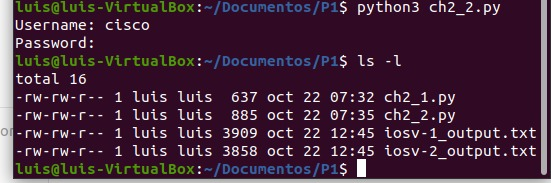 luis@luis-VirtualBox:~/Documentos/P1$ python3 ch2_2.py
Username: cisco
Password:
luis@luis-VirtualBox:~/Documentos/P1$ ls -l
total 16
-rw-rw-r-- 1 luis luis  637 oct 22 07:32 ch2_1.py
-rw-rw-r-- 1 luis luis  885 oct 22 07:35 ch2_2.py
-rw-rw-r-- 1 luis luis 3909 oct 22 12:45 iosv-1_output.txt
-rw-rw-r-- 1 luis luis 3858 oct 22 12:45 iosv-2_output.txt
luis@luis-VirtualBox:~/Documentos/P1$